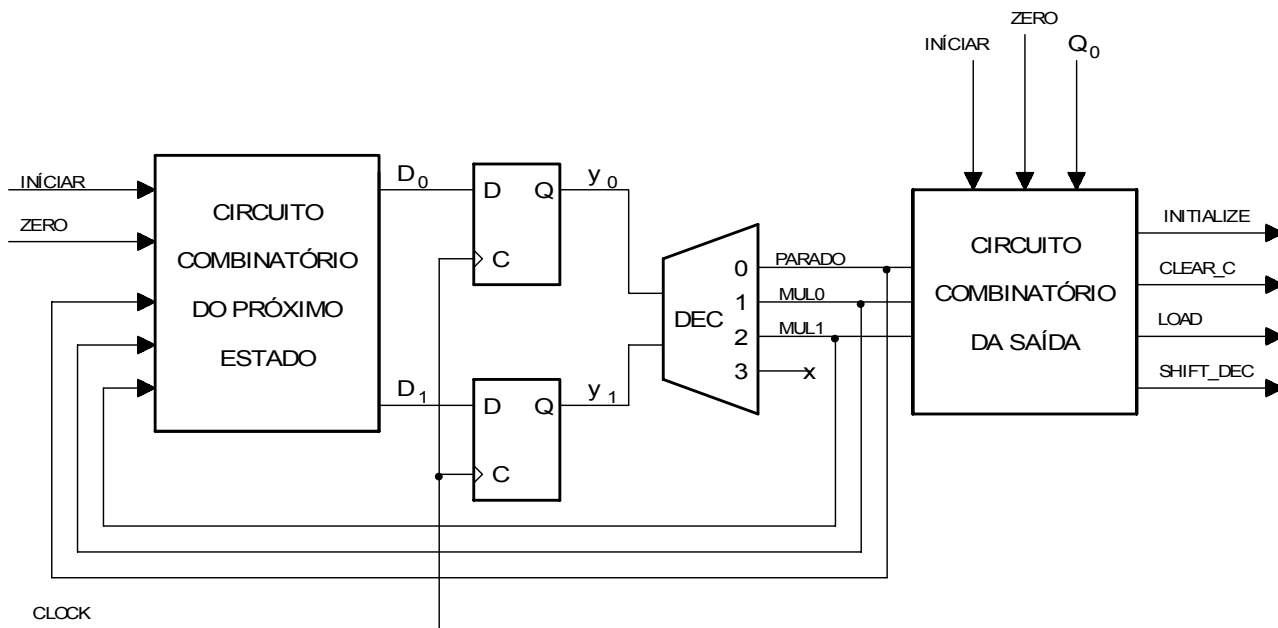 ZERO
INÍCIAR
Q0
INÍCIAR
ZERO
CIRCUITO
COMBINATÓRIO
DO PRÓXIMO
ESTADO
D0
D
Q
C
y0
D1
D
Q
C
y1
DEC
0
1
2
3
PARADO
MUL0
MUL1
x
CIRCUITO
COMBINATÓRIO
DA SAÍDA
INITIALIZE
CLEAR_C
LOAD
SHIFT_DEC
CLOCK